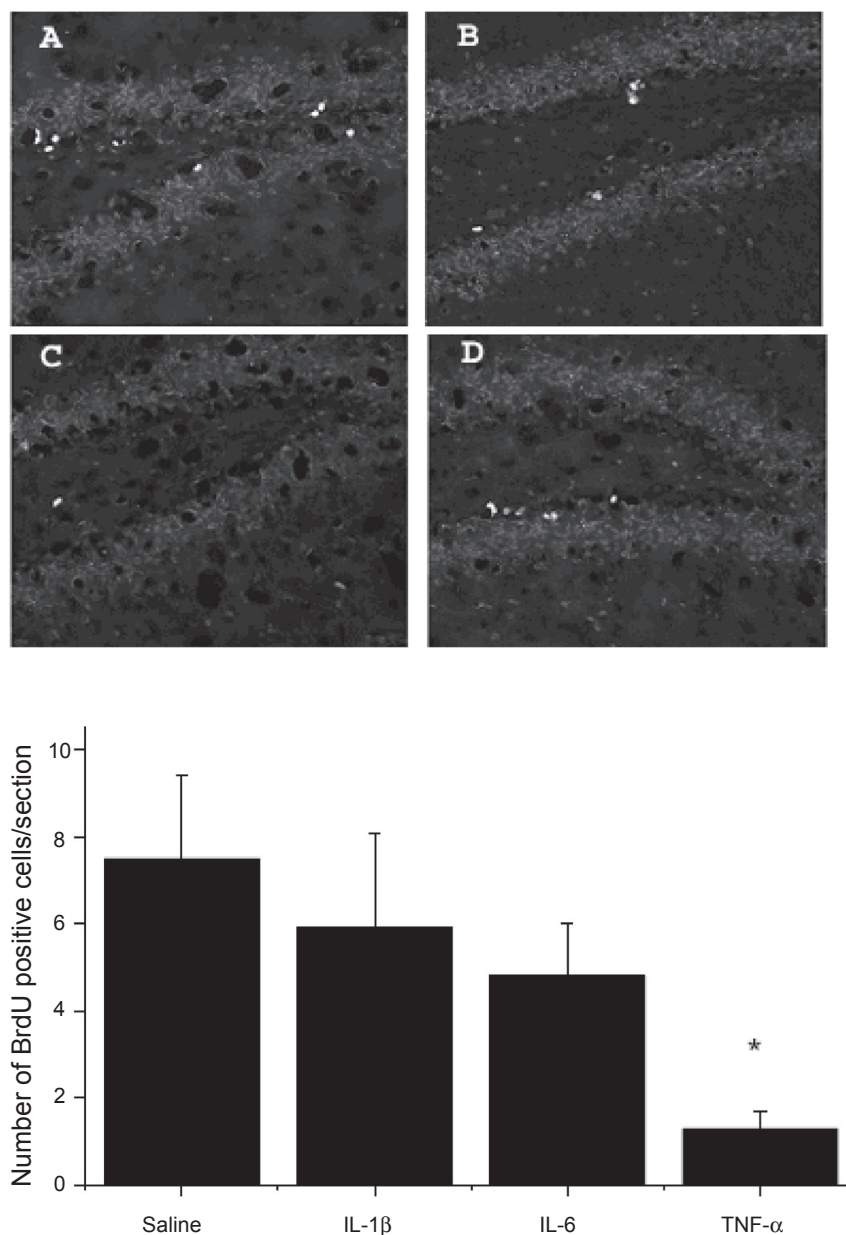 A
B
C
D
Number of BrdU positive cells/section
10
8
6
4
2
0
*
Saline IL-1β IL-6 TNF-α